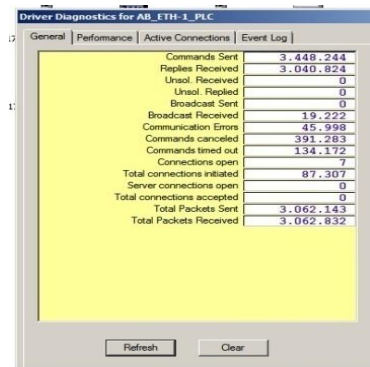 Driver Diagnostics for AB_ETH-1_PLC
General Performance Active Connections Event Log
Commands Sent 3.448.244
Replies Received 3.040.824
Unsol. Received 0
Unsol. Replied 0
Broadcast Sent 0
Broadcast Received 19.222
Communication Errors 45.998
Commands canceled 391.283
Commands timed out 134.172
Connections open 7
Total connections initiated 87.307
Server connections open 0
Total connections accepted 0
Total Packets Sent 3.062.143
Total Packets Received 3.062.832
Refresh Clear